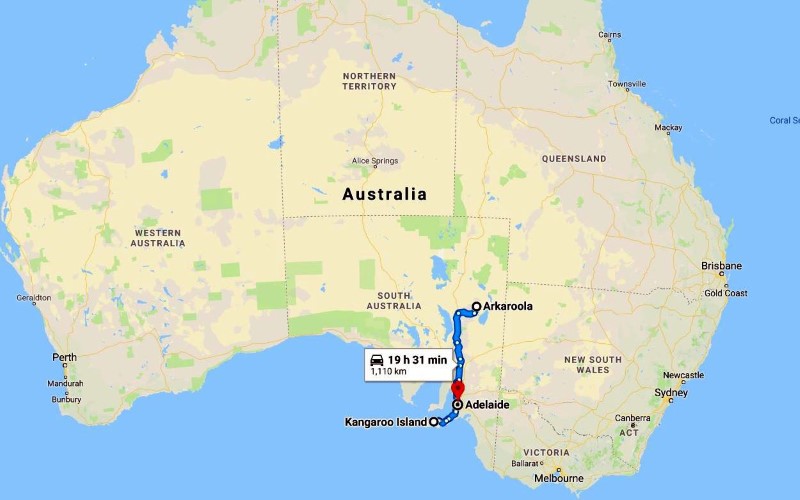 Cairns
Townsville
Coral S
Mackay
NORTHERN
TERRITORY
Alice Springs
QUEENSLAND
Australia
WESTERN
AUSTRALIA
Brisbane
Gold Coast
Geraldton
SOUTH
AUSTRALIA
Arkaroola
19 h 31 min
1,110 km
Perth
Mandurah
Bunbury
NEW SOUTH
WALES
Newcastle
Sydney
Adelaide
Kangaroo Island
Canberra
ACT
VICTORIA
Ballarat
Melbourne